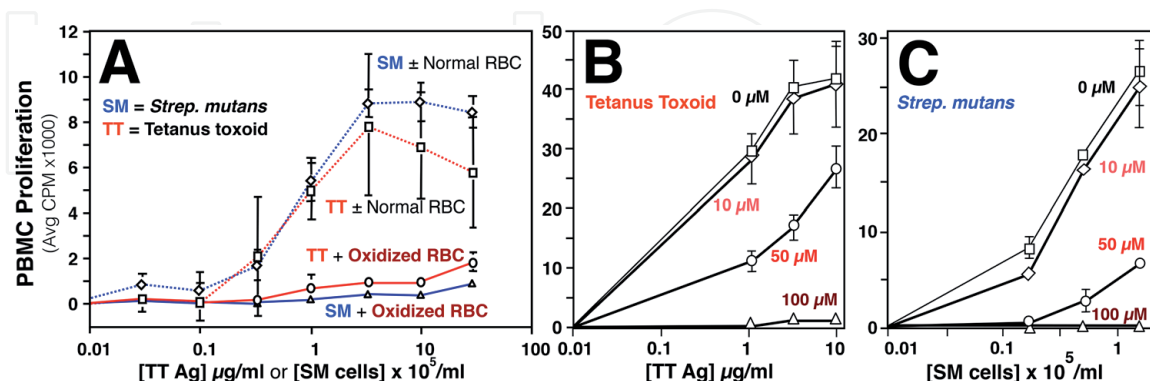 A
PBMC Proliferation
(Avg CPM x1000)
12
10
8
6
4
2
0
SM = Strep. mutans
TT = Tetanus toxoid
SM ± Normal RBC
TT ± Normal RBC
TT + Oxidized RBC
SM + Oxidized RBC
0.01 0.1 1 10 100
[TT Ag] µg/ml or [SM cells] x 10⁵/ml
B
50
40
30
20
10
0
Tetanus Toxoid
0 µM
10 µM
50 µM
100 µM
0.01 0.1 1 10
[TT Ag] µg/ml
C
30
20
10
0
Strep. mutans
0 µM
10 µM
50 µM
100 µM
0.01 0.1 1
[SM cells] x 10⁵/ml